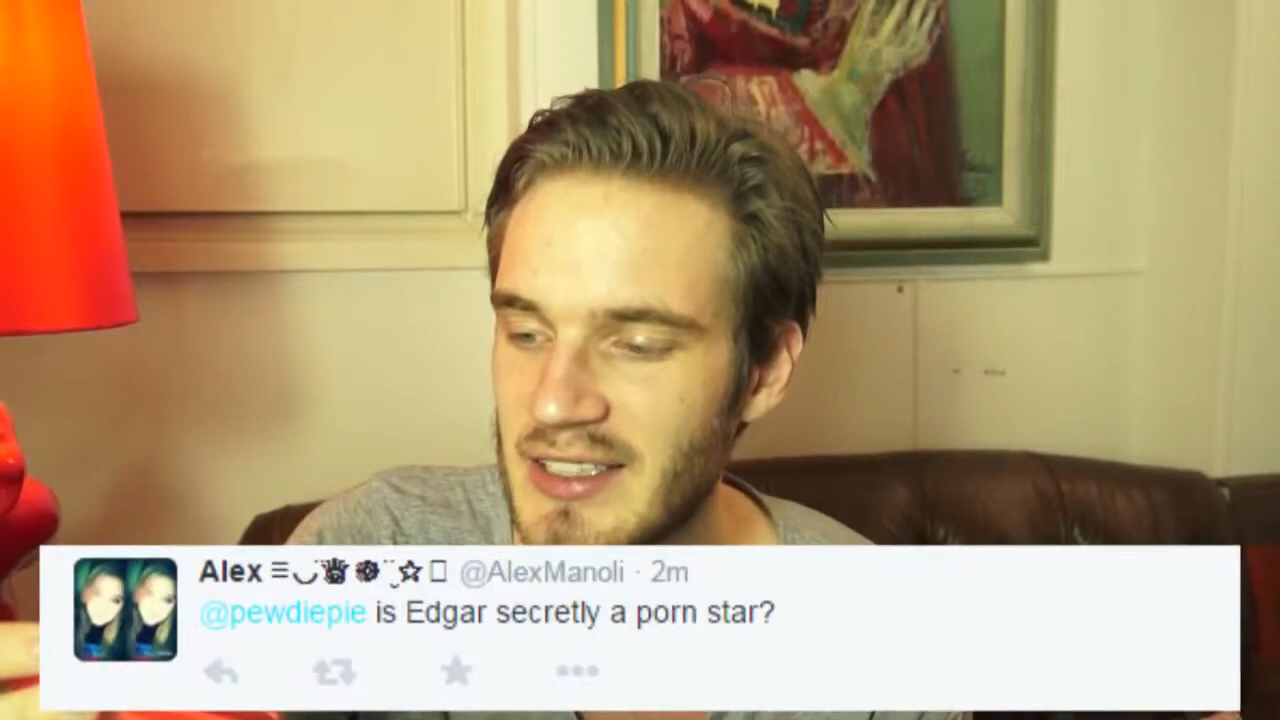 Alex ☰◡̈♛❁¨̮☆□ @AlexManoli · 2m
@pewdiepie is Edgar secretly a porn star?